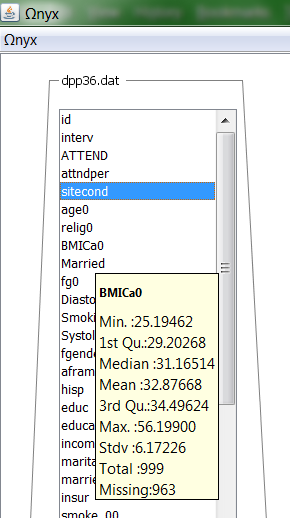 Ωnyx
Ωnyx
dpp36.dat
id
interv
ATTEND
attndper
sitecond
age0
relig0
BMICa0
Married
fg0
Diasto
Smoki
Systol
fgende
afram
hisp
educ
educa
incom
marita
marrie
insur
smoke_00
BMICa0
Min. :25.19462
1st Qu.:29.20268
Median :31.16514
Mean :32.87668
3rd Qu.:34.49624
Max. :56.19900
Stdv :6.17226
Total :999
Missing:963